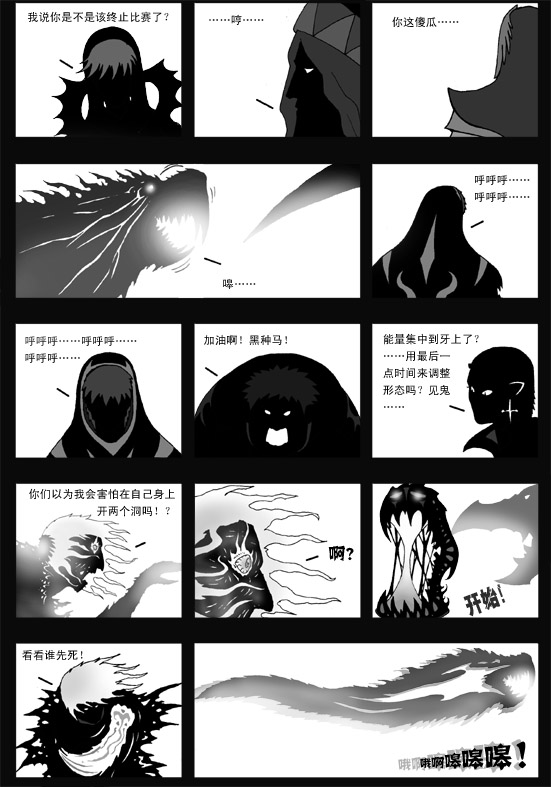 我说你是不是该终止比赛了？
……哼……
你这傻瓜……
嗥……
呼呼呼……
呼呼呼……
呼呼呼……呼呼呼……
呼呼呼……
加油啊！黑种马！
能量集中到牙上了？
……用最后一
点时间来调整
形态吗？见鬼
……
你们以为我会害怕在自己身上
开两个洞吗！？
啊？
开始！
看看谁先死！
哦啊嗥嗥嗥！